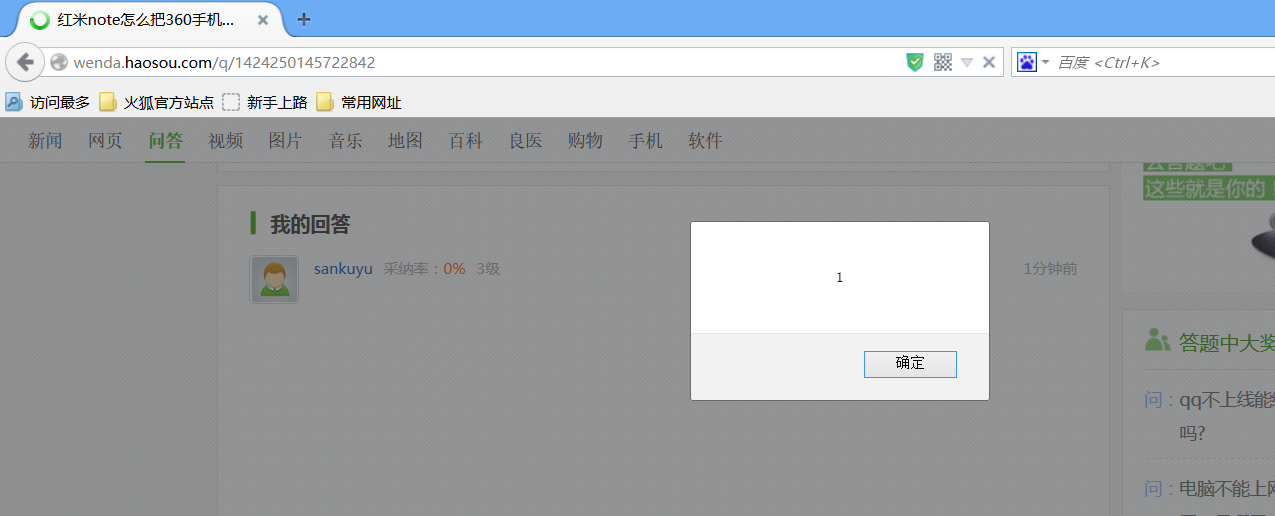 红米note怎么把360手机...
wenda.haosou.com/q/1424250145722842
百度 <Ctrl+K>
访问最多 火狐官方站点 新手上路 常用网址
新闻 网页 问答 视频 图片 音乐 地图 百科 良医 购物 手机 软件
去答题吧
这些就是你的！
我的回答
sankuyu 采纳率：0% 3级 1分钟前
1
确定
答题中大奖
问：qq不上线能
吗?
问：电脑不能上网